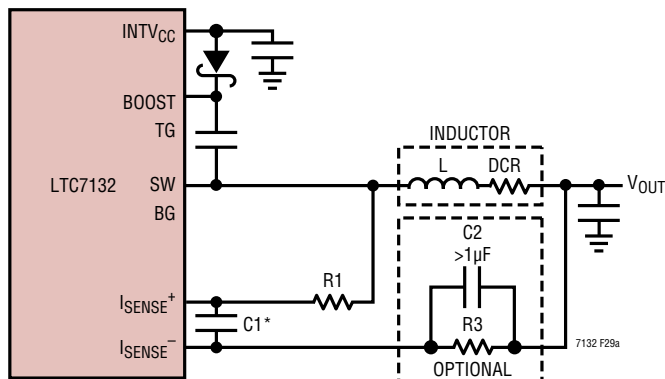 INTVCC
BOOST
TG
INDUCTOR
L DCR
LTC7132 SW VOUT
BG
C2
>1µF
R1
ISENSE+
C1*
R3
ISENSE–
7132 F29a
OPTIONAL